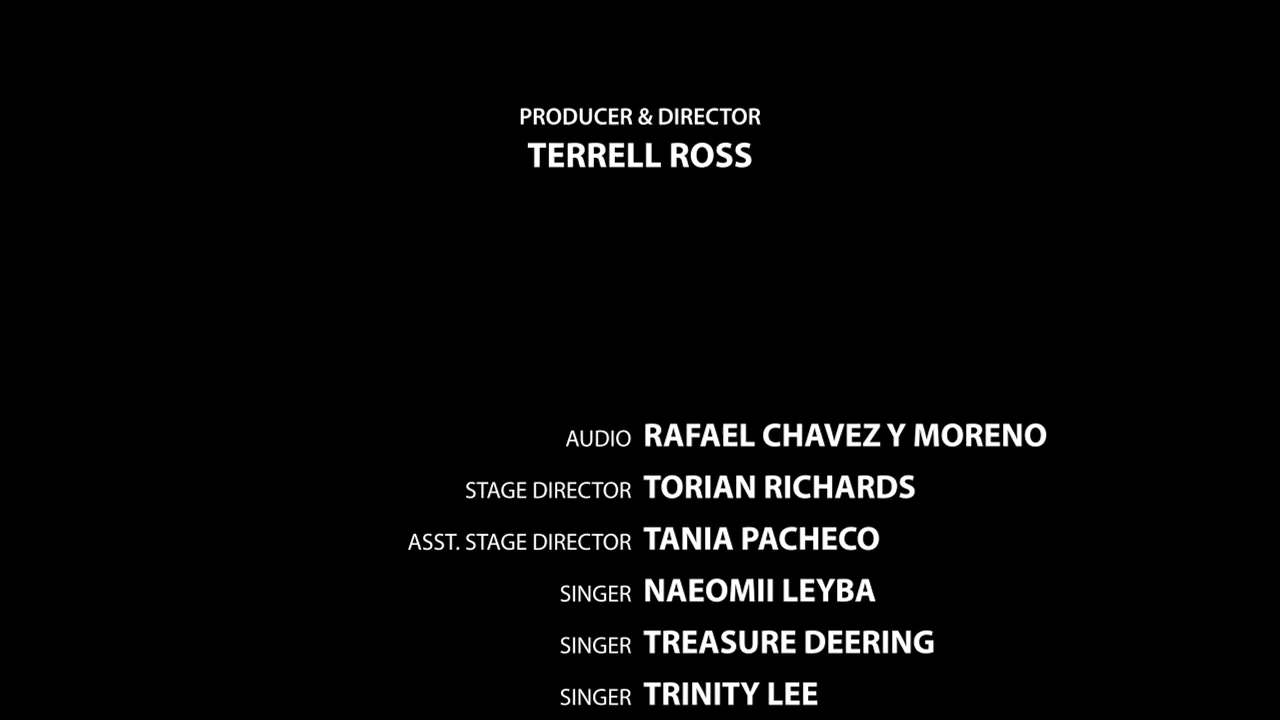 PRODUCER & DIRECTOR
TERRELL ROSS
AUDIO RAFAEL CHAVEZ Y MORENO
STAGE DIRECTOR TORIAN RICHARDS
ASST. STAGE DIRECTOR TANIA PACHECO
SINGER NAEOMII LEYBA
SINGER TREASURE DEERING
SINGER TRINITY LEE